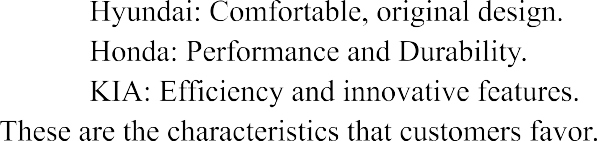 Hyundai: Comfortable, original design.
Honda: Performance and Durability.
KIA: Efficiency and innovative features.
These are the characteristics that customers favor.